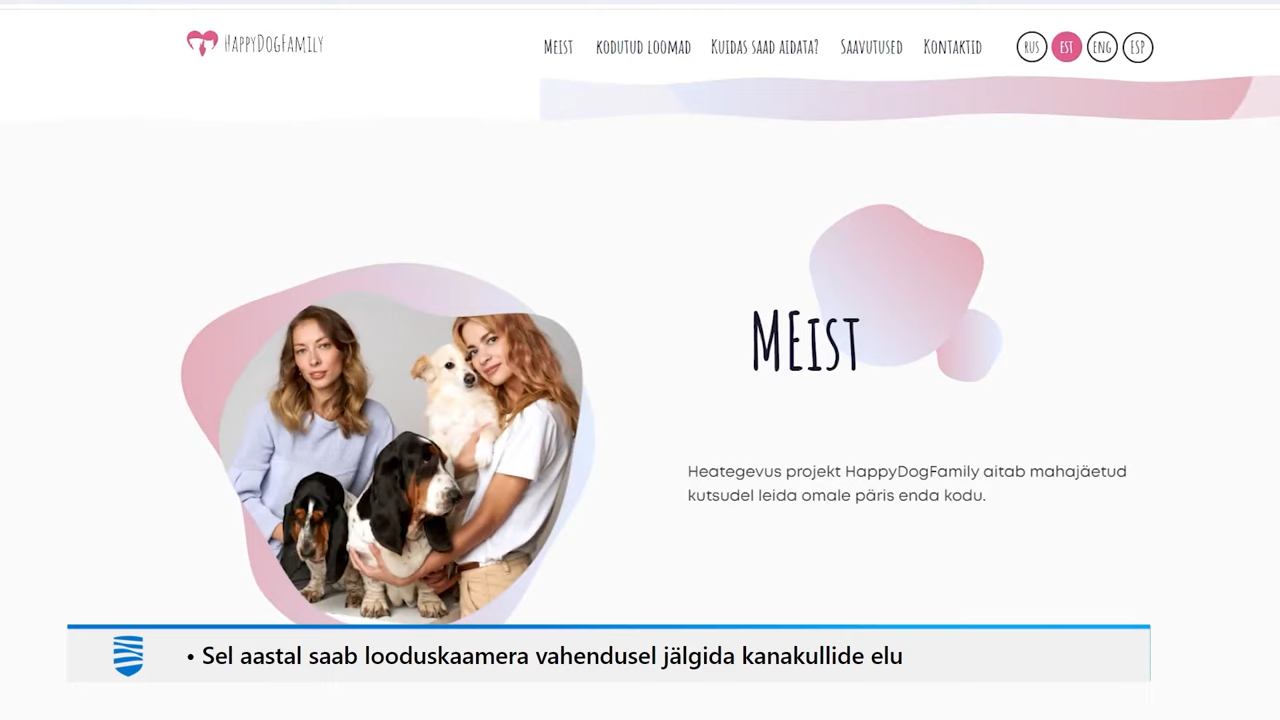 HappyDogFamily
Meist kodutud loomad Kuidas saad aidata? Saavutused Kontaktid RUS EST ENG ESP
MEIST
Heategevus projekt HappyDogFamily aitab mahajäetud
kutsudel leida omale päris enda kodu.
• Sel aastal saab looduskaamera vahendusel jälgida kanakullide elu